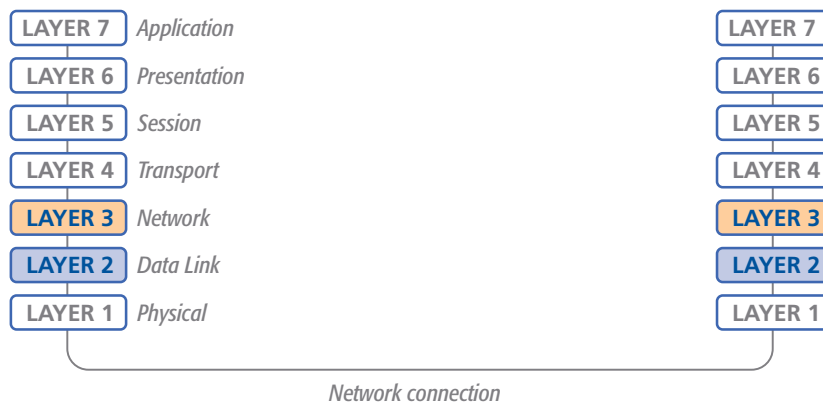 LAYER 7 Application LAYER 7
LAYER 6 Presentation LAYER 6
LAYER 5 Session LAYER 5
LAYER 4 Transport LAYER 4
LAYER 3 Network LAYER 3
LAYER 2 Data Link LAYER 2
LAYER 1 Physical LAYER 1
Network connection